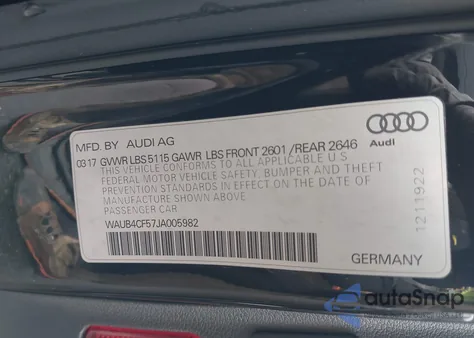 MFD. BY AUDI AG
Audi
0317 GVWR LBS 5115 GAWR LBS FRONT 2601 /REAR 2646
THIS VEHICLE CONFORMS TO ALL APPLICABLE U S
FEDERAL MOTOR VEHICLE SAFETY, BUMPER AND THEFT
PREVENTION STANDARDS IN EFFECT ON THE DATE OF
MANUFACTURE
PASSENGER CAR
WAUB4CF57JA005982
1211922
GERMANY
autoSnap